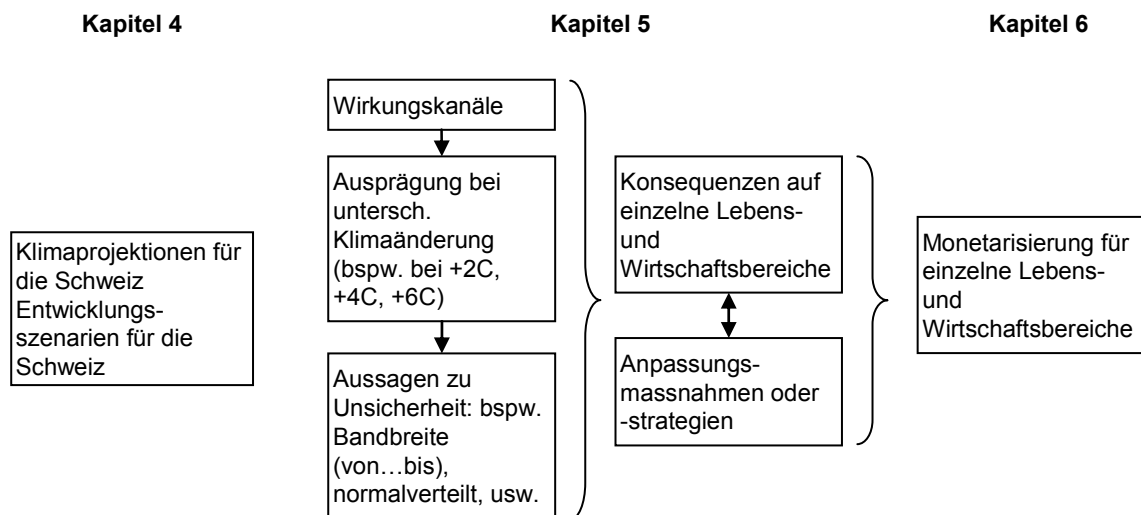 Kapitel 4
Kapitel 5
Kapitel 6
Klimaprojektionen für
die Schweiz
Entwicklungs-
szenarien für die
Schweiz
Wirkungskanäle
Ausprägung bei
untersch.
Klimaänderung
(bspw. bei +2C,
+4C, +6C)
Aussagen zu
Unsicherheit: bspw.
Bandbreite
(von…bis),
normalverteilt, usw.
Konsequenzen auf
einzelne Lebens-
und
Wirtschaftsbereiche
Anpassungs-
massnahmen oder
-strategien
Monetarisierung für
einzelne Lebens-
und
Wirtschaftsbereiche